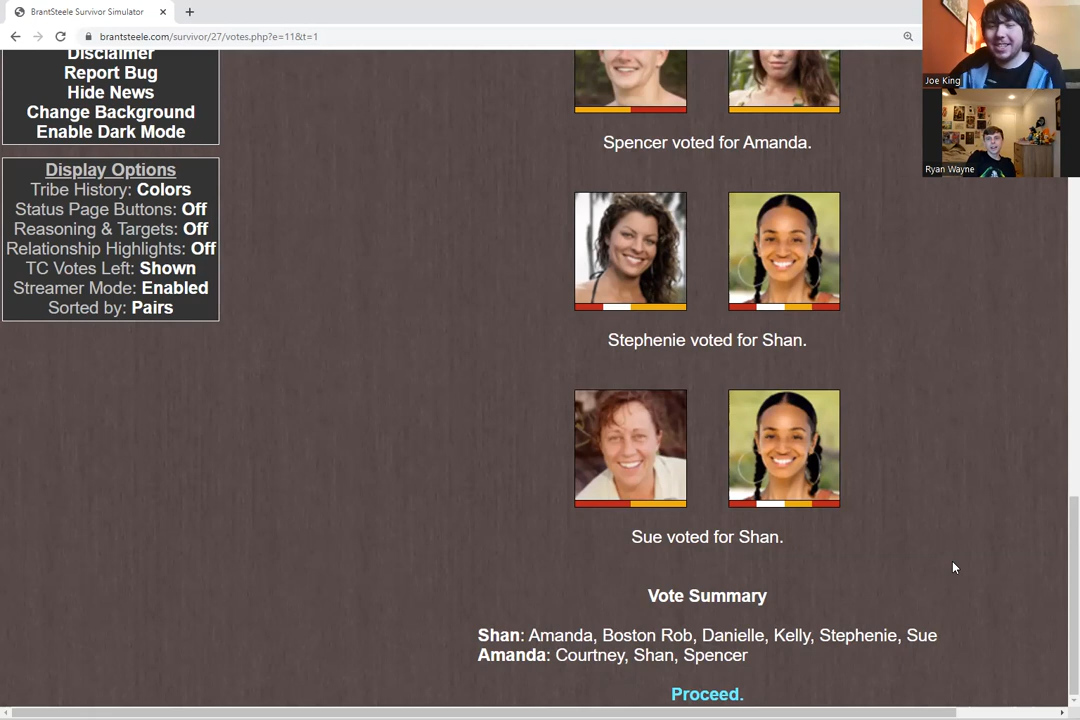 BrantSteele Survivor Simulator
brantsteele.com/survivor/27/votes.php?e=11&t=1
Joe King
Ryan Wayne
Disclaimer
Report Bug
Hide News
Change Background
Enable Dark Mode
Display Options
Tribe History: Colors
Status Page Buttons: Off
Reasoning & Targets: Off
Relationship Highlights: Off
TC Votes Left: Shown
Streamer Mode: Enabled
Sorted by: Pairs
Spencer voted for Amanda.
Stephenie voted for Shan.
Sue voted for Shan.
Vote Summary
Shan: Amanda, Boston Rob, Danielle, Kelly, Stephenie, Sue
Amanda: Courtney, Shan, Spencer
Proceed.